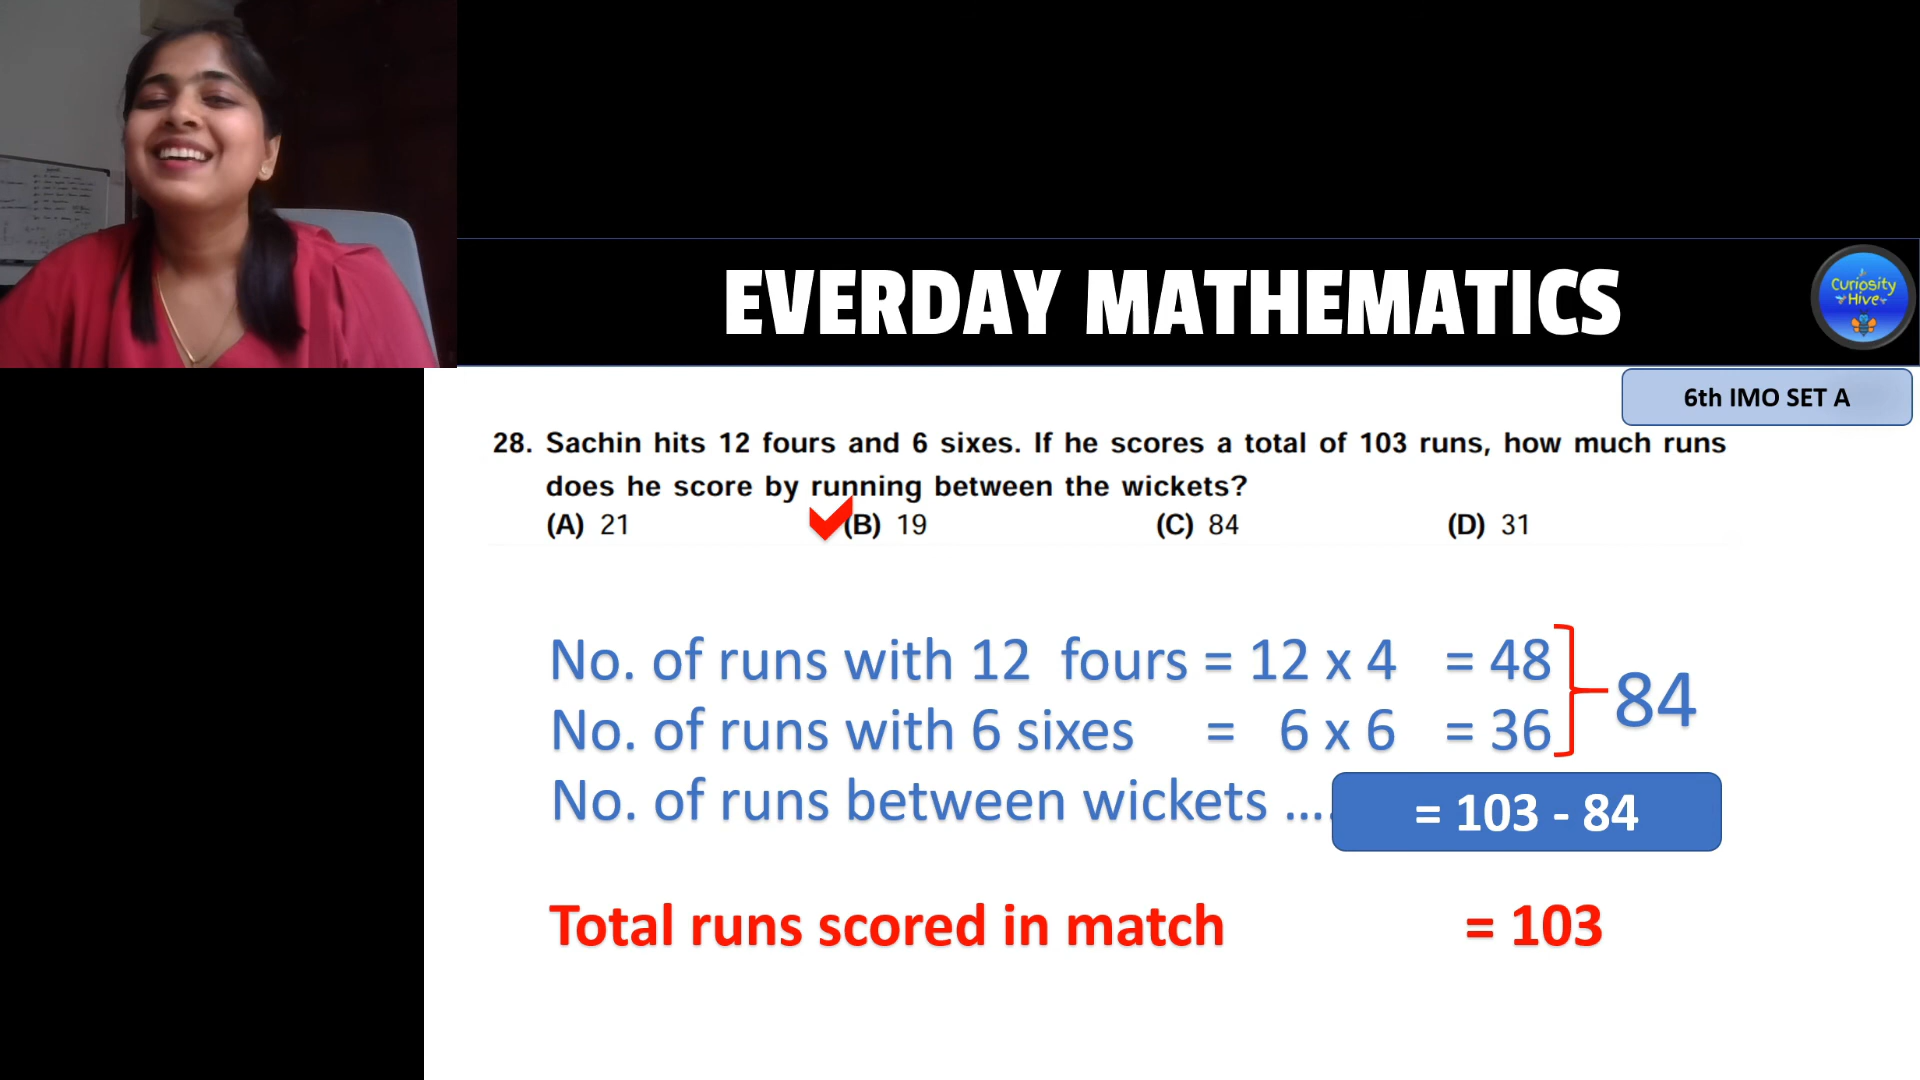 EVERDAY MATHEMATICS
Curiosity
Hive
6th IMO SET A
28. Sachin hits 12 fours and 6 sixes. If he scores a total of 103 runs, how much runs
does he score by running between the wickets?
(A) 21 (B) 19 (C) 84 (D) 31
No. of runs with 12 fours = 12 x 4 = 48
84
No. of runs with 6 sixes = 6 x 6 = 36
No. of runs between wickets ... = 103 - 84
Total runs scored in match = 103